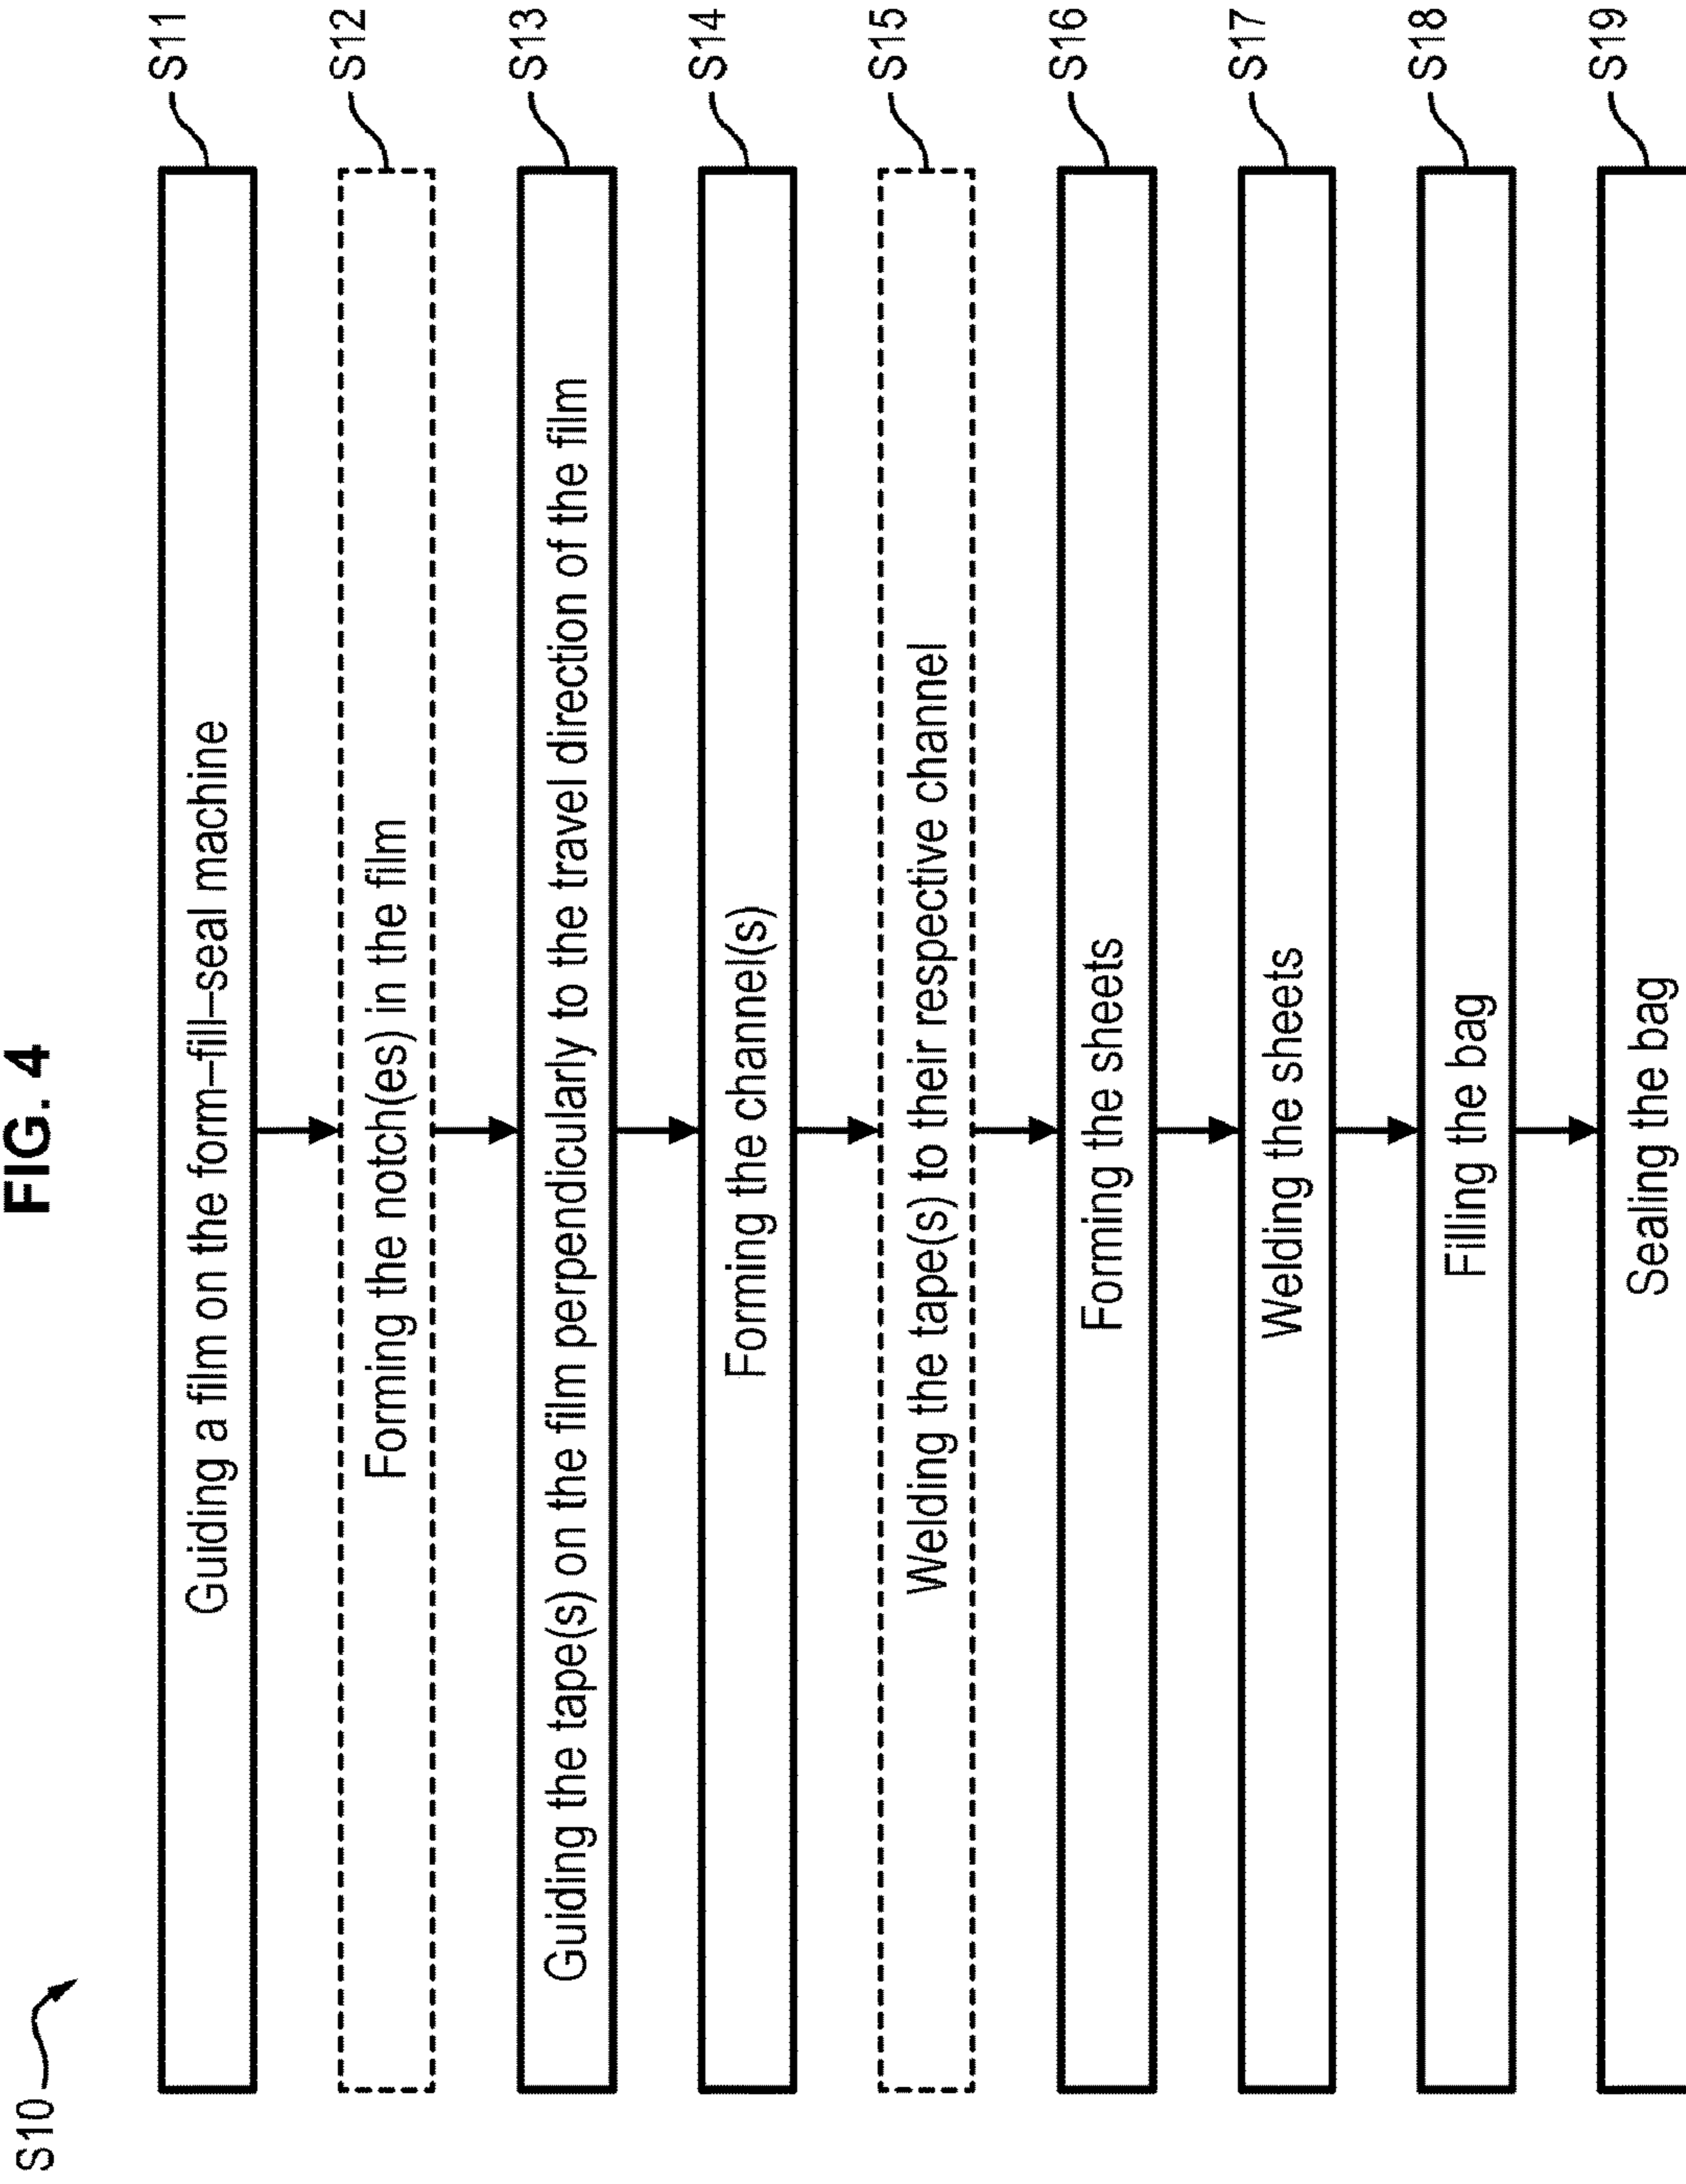 FIG. 4
S10
Guiding a film on the form–fill–seal machine
S11
Forming the notch(es) in the film
S12
Guiding the tape(s) on the film perpendicularly to the travel direction of the film
S13
Forming the channel(s)
S14
Welding the tape(s) to their respective channel
S15
Forming the sheets
S16
Welding the sheets
S17
Filling the bag
S18
Sealing the bag
S19